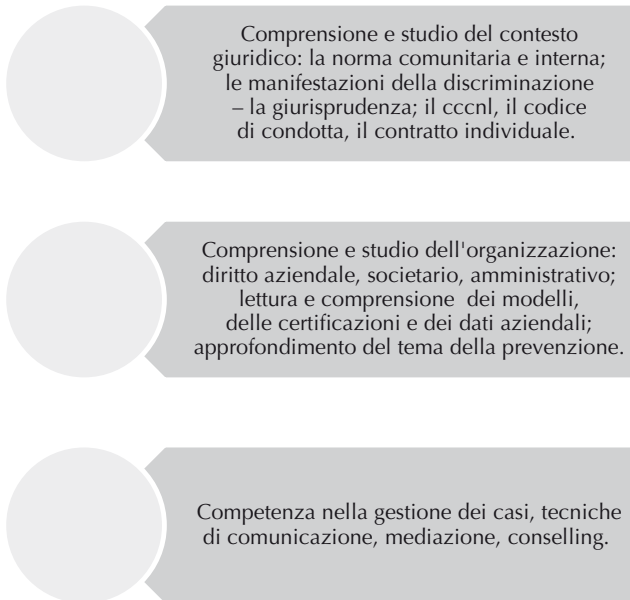 Comprensione e studio del contesto
giuridico: la norma comunitaria e interna;
le manifestazioni della discriminazione
– la giurisprudenza; il cccnl, il codice
di condotta, il contratto individuale.
Comprensione e studio dell'organizzazione:
diritto aziendale, societario, amministrativo;
lettura e comprensione dei modelli,
delle certificazioni e dei dati aziendali;
approfondimento del tema della prevenzione.
Competenza nella gestione dei casi, tecniche
di comunicazione, mediazione, conselling.